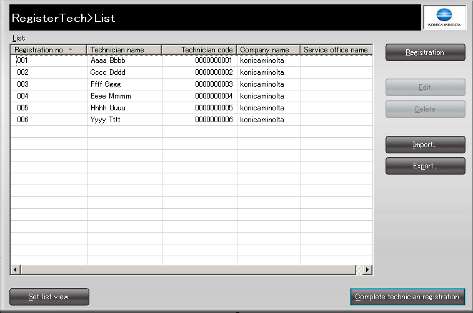 RegisterTech>List
KONICA MINOLTA
List
Registration no. Technician name Technician code Company name Service office name
001 Aaaa Bbbb 0000000001 konicaminolta
002 Cccc Dddd 0000000002 konicaminolta
003 Ffff Gggg 0000000003 konicaminolta
004 Eeee Mmmm 0000000004 konicaminolta
005 Hhhh Uuuu 0000000005 konicaminolta
006 Yyyy Tttt 0000000006 konicaminolta
Registration
Edit
Delete
Import
Export
Set list view
Complete technician registration